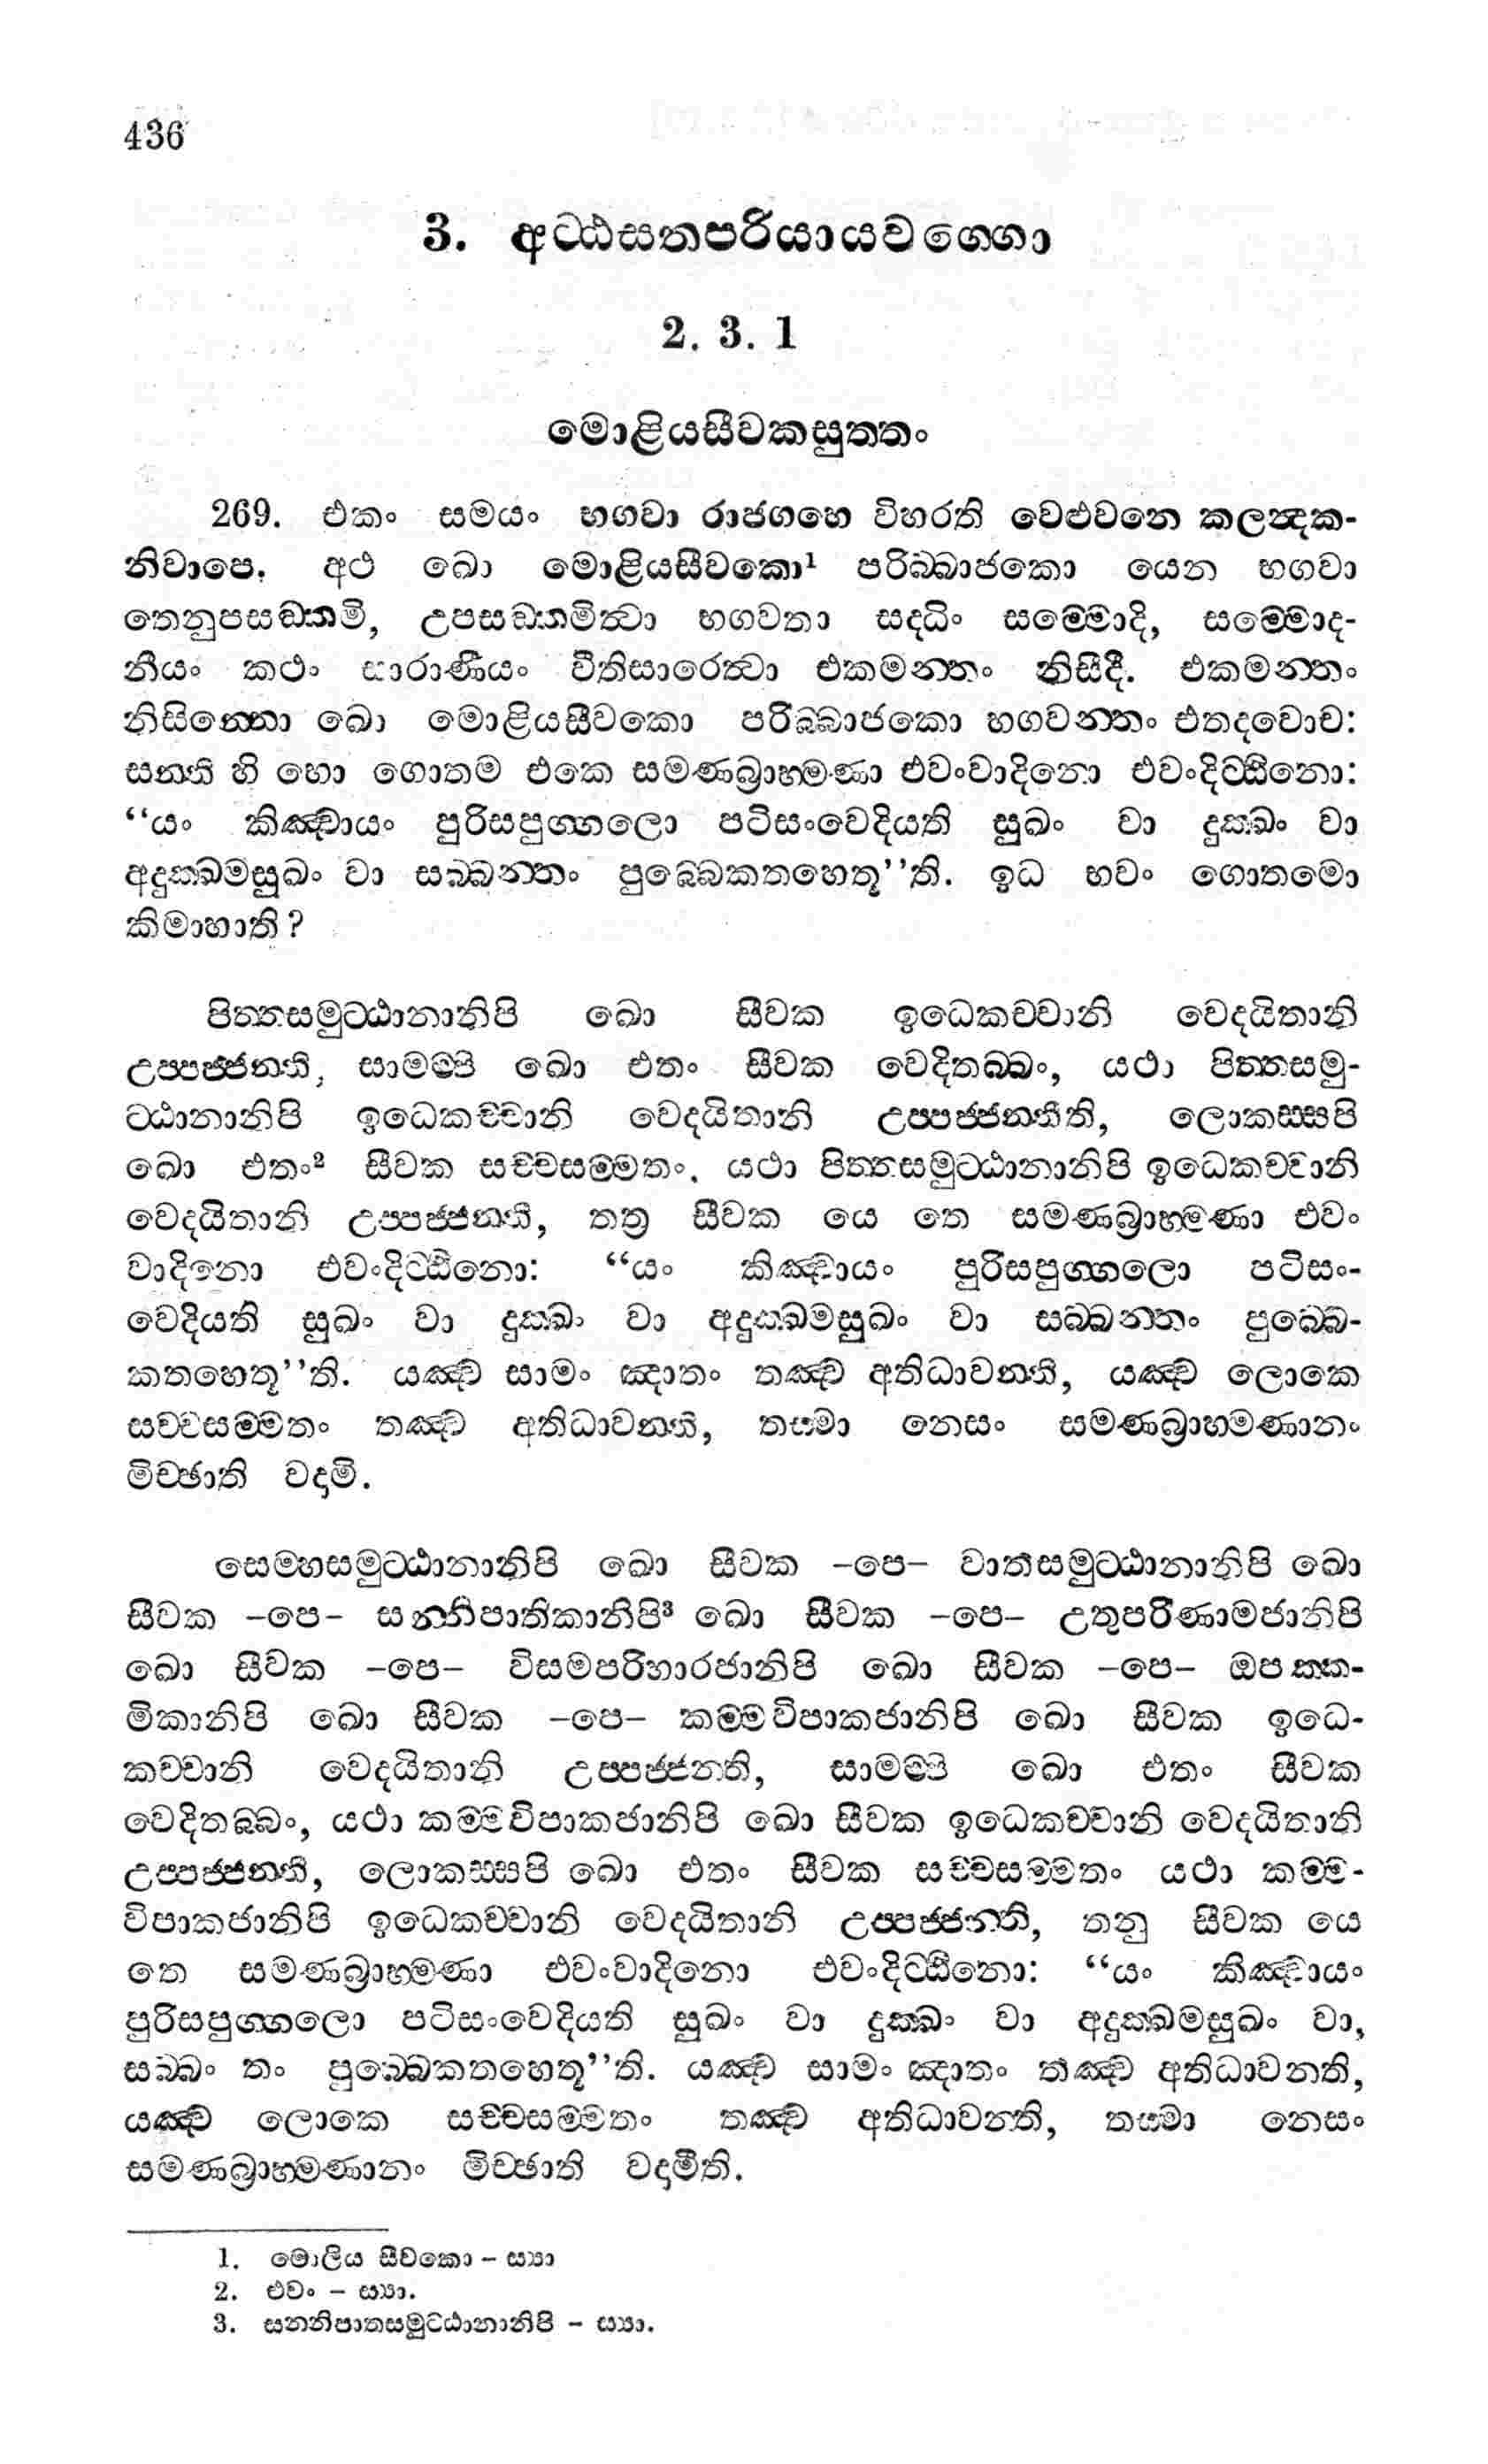 436
3. අට්ඨසතපරියායවග්ගො
2. 3. 1
මොළියසීවකසුත්තං
269. එකං සමයං භගවා රාජගහෙ විහරති වෙළුවනෙ කලන්දක-
නිවාපෙ. අථ ඛො මොළියසීවකො¹ පරිබ්බාජකො යෙන භගවා
තෙනුපසඞ්කමි, උපසඞ්කමිත්වා භගවතා සද්ධිං සම්මොදි, සම්මොද-
නීයං කථං සාරාණීයං වීතිසාරෙත්වා එකමන්තං නිසීදි. එකමන්තං
නිසින්නො ඛො මොළියසීවකො පරිබ්බාජකො භගවන්තං එතදවොච:
සන්ති හි භො ගොතම එකෙ සමණබ්‍රාහ්මණා එවංවාදිනො එවංදිට්ඨිනො:
“යං කිඤ්චායං පුරිසපුග්ගලො පටිසංවෙදියති සුඛං වා දුක්ඛං වා
අදුක්ඛමසුඛං වා සබ්බන්තං පුබ්බෙකතහෙතූ’’ති. ඉධ භවං ගොතමො
කිමාහාති?
පිත්තසමුට්ඨානානිපි ඛො සීවක ඉධෙකච්චානි වෙදයිතානි
උප්පජ්ජන්ති, සාමම්පි ඛො එතං සීවක වෙදිතබ්බං, යථා පිත්තසමු-
ට්ඨානානිපි ඉධෙකච්චානි වෙදයිතානි උප්පජ්ජන්තීති, ලොකස්සපි
ඛො එතං² සීවක සච්චසම්මතං, යථා පිත්තසමුට්ඨානානිපි ඉධෙකච්චානි
වෙදයිතානි උප්පජ්ජන්ති, තත්‍ර සීවක යෙ තෙ සමණබ්‍රාහ්මණා එවං
වාදිනො එවංදිට්ඨිනො: “යං කිඤ්චායං පුරිසපුග්ගලො පටිසං-
වෙදියති සුඛං වා දුක්ඛං වා අදුක්ඛමසුඛං වා සබ්බන්තං පුබ්බෙ-
කතහෙතූ’’ති. යඤ්ච සාමං ඤාතං තඤ්ච අතිධාවන්ති, යඤ්ච ලොකෙ
සච්චසම්මතං තඤ්ච අතිධාවන්ති, තස්මා නෙසං සමණබ්‍රාහ්මණානං
මිච්ඡාති වදාමි.
සෙම්හසමුට්ඨානානිපි ඛො සීවක –පෙ– වාතසමුට්ඨානානිපි ඛො
සීවක –පෙ– සන්නිපාතිකානිපි³ ඛො සීවක –පෙ– උතුපරිණාමජානිපි
ඛො සීවක –පෙ– විසමපරිහාරජානිපි ඛො සීවක –පෙ– ඔපක්ක-
මිකානිපි ඛො සීවක –පෙ– කම්මවිපාකජානිපි ඛො සීවක ඉධෙ-
කච්චානි වෙදයිතානි උප්පජ්ජන්ති, සාමම්පි ඛො එතං සීවක
වෙදිතබ්බං, යථා කම්මවිපාකජානිපි ඛො සීවක ඉධෙකච්චානි වෙදයිතානි
උප්පජ්ජන්ති, ලොකස්සපි ඛො එතං සීවක සච්චසම්මතං යථා කම්ම-
විපාකජානිපි ඉධෙකච්චානි වෙදයිතානි උප්පජ්ජන්ති, තත්‍ර සීවක යෙ
තෙ සමණබ්‍රාහ්මණා එවංවාදිනො එවංදිට්ඨිනො: “යං කිඤ්චායං
පුරිසපුග්ගලො පටිසංවෙදියති සුඛං වා දුක්ඛං වා අදුක්ඛමසුඛං වා,
සබ්බං තං පුබ්බෙකතහෙතූ’’ති. යඤ්ච සාමං ඤාතං තඤ්ච අතිධාවන්ති,
යඤ්ච ලොකෙ සච්චසම්මතං තඤ්ච අතිධාවන්ති, තස්මා නෙසං
සමණබ්‍රාහ්මණානං මිච්ඡාති වදාමීති.
1. මොලිය සීවකො – ස්‍යා
2. එවං – ස්‍යා.
3. සන්නිපාතසමුට්ඨානානිපි – ස්‍යා.